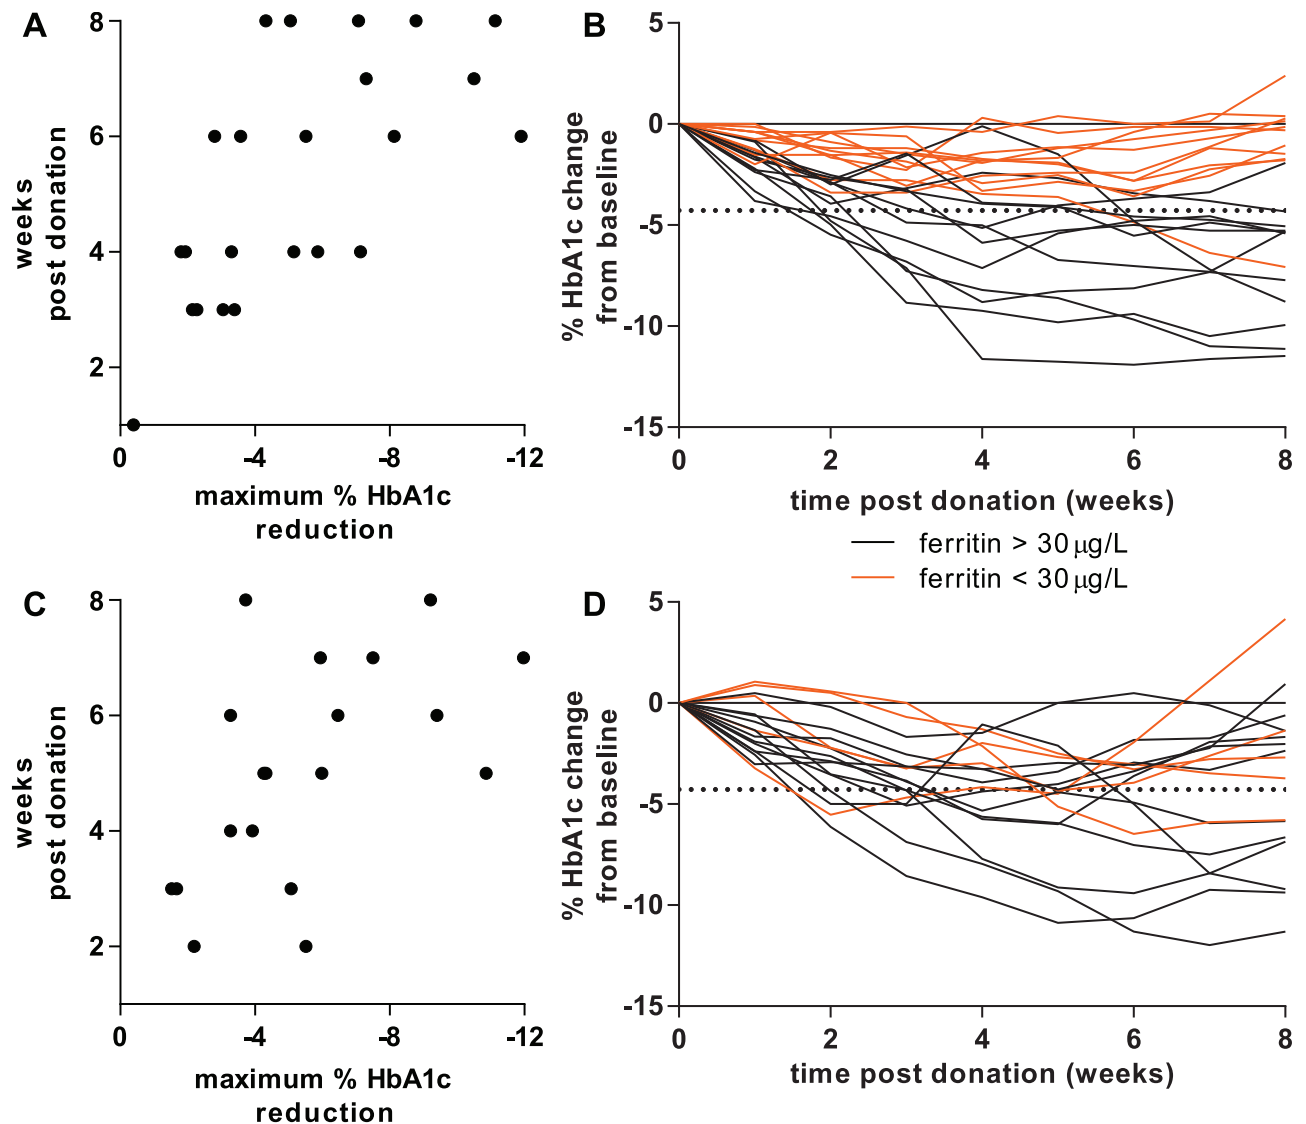 A
8
6
4
2
weeks
post donation
0
-4
-8
-12
maximum % HbA1c
reduction
B
5
0
-5
-10
-15
% HbA1c change
from baseline
0
2
4
6
8
time post donation (weeks)
ferritin > 30 µg/L
ferritin < 30 µg/L
C
8
6
4
2
weeks
post donation
0
-4
-8
-12
maximum % HbA1c
reduction
D
5
0
-5
-10
-15
% HbA1c change
from baseline
0
2
4
6
8
time post donation (weeks)